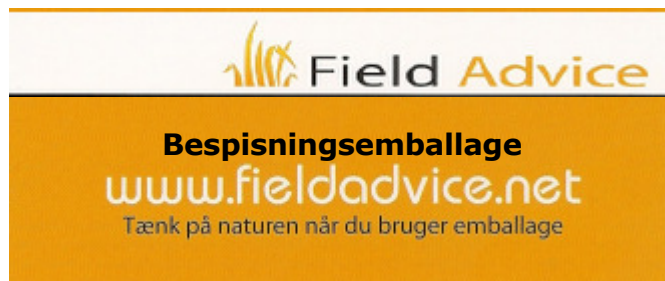 Field Advice
Bespisningsemballage
www.fieldadvice.net
Tænk på naturen når du bruger emballage